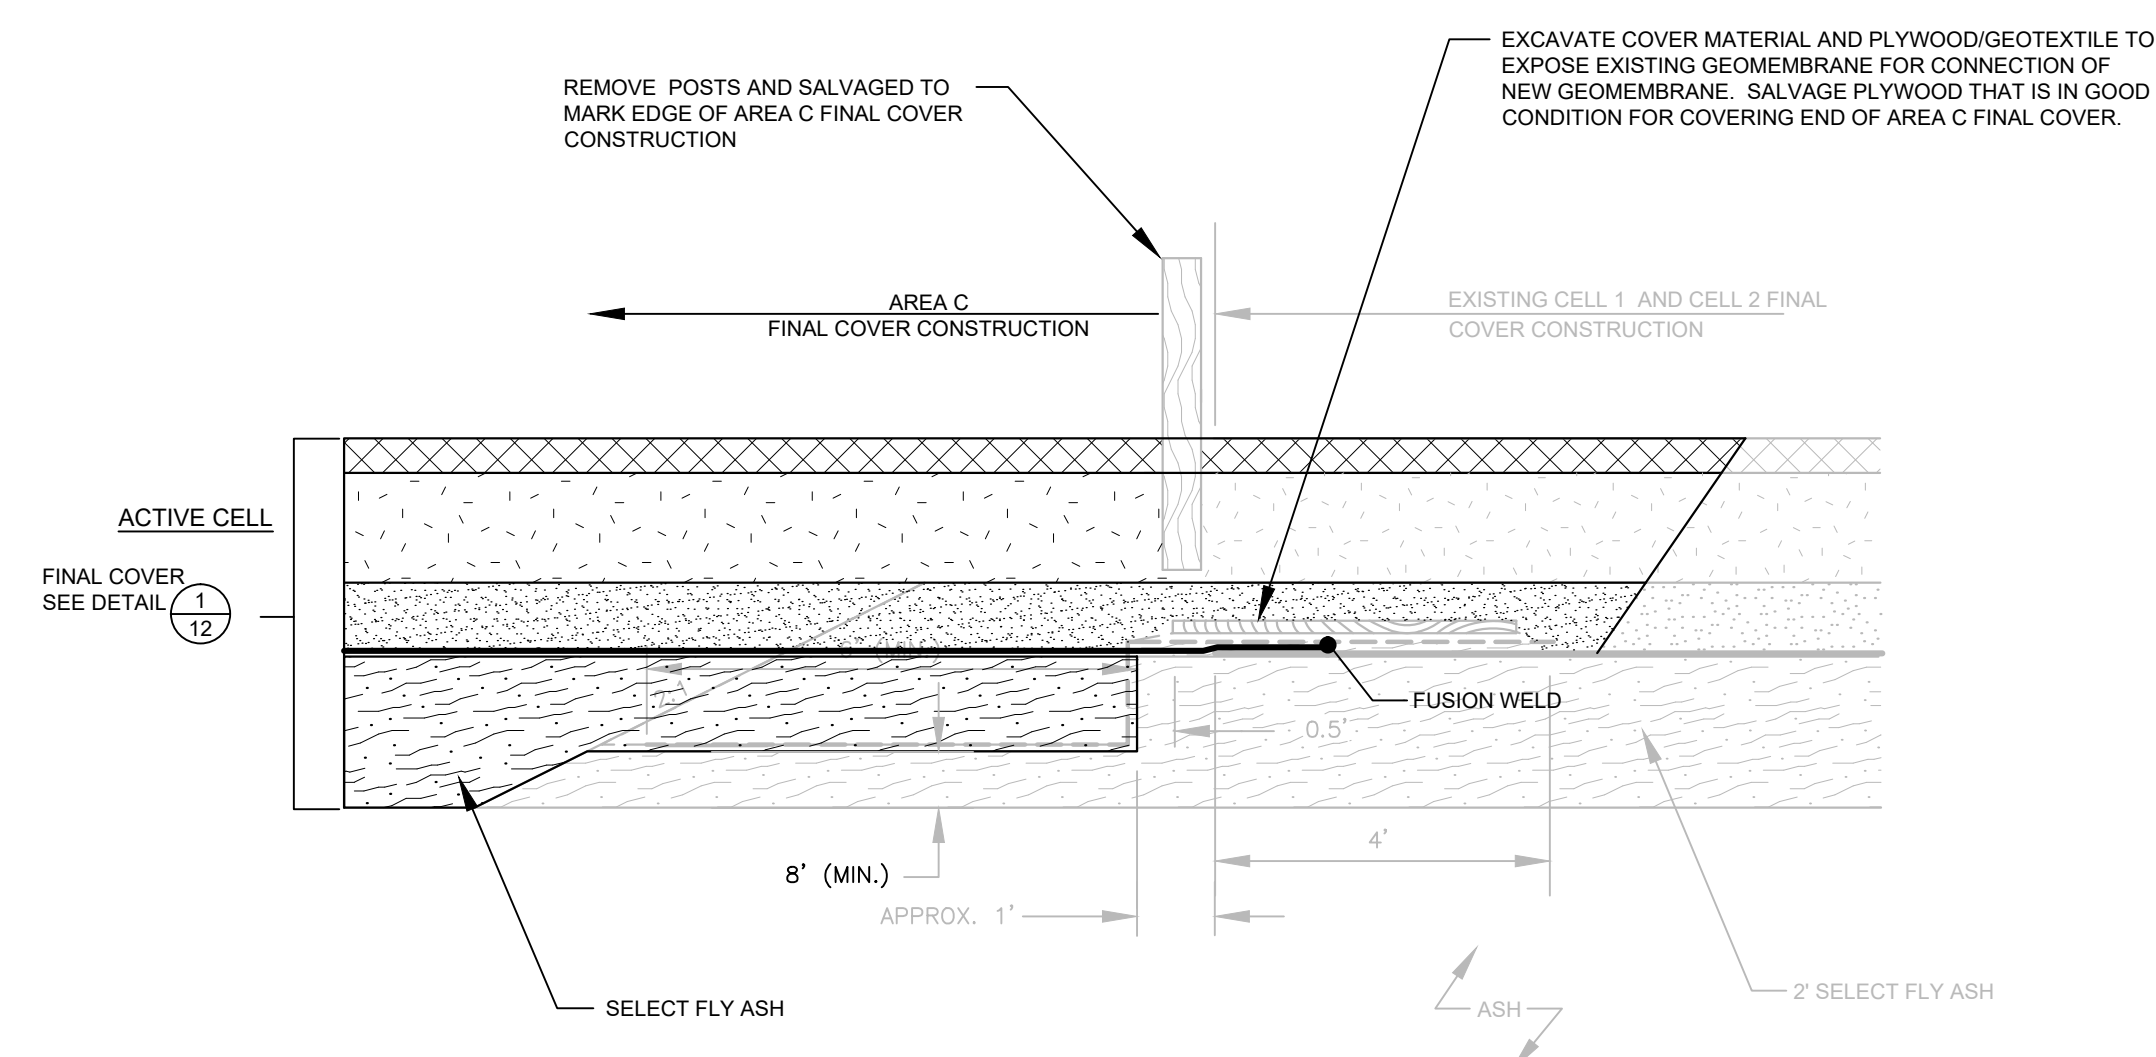 EXCAVATE COVER MATERIAL AND PLYWOOD/GEOTEXTILE TO
EXPOSE EXISTING GEOMEMBRANE FOR CONNECTION OF
NEW GEOMEMBRANE. SALVAGE PLYWOOD THAT IS IN GOOD
CONDITION FOR COVERING END OF AREA C FINAL COVER.
REMOVE POSTS AND SALVAGED TO
MARK EDGE OF AREA C FINAL COVER
CONSTRUCTION
AREA C
FINAL COVER CONSTRUCTION
EXISTING CELL 1 AND CELL 2 FINAL
COVER CONSTRUCTION
ACTIVE CELL
FINAL COVER
SEE DETAIL
1
12
(MIN.)
2:1
FUSION WELD
0.5'
4'
8' (MIN.)
APPROX. 1'
SELECT FLY ASH
ASH
2' SELECT FLY ASH